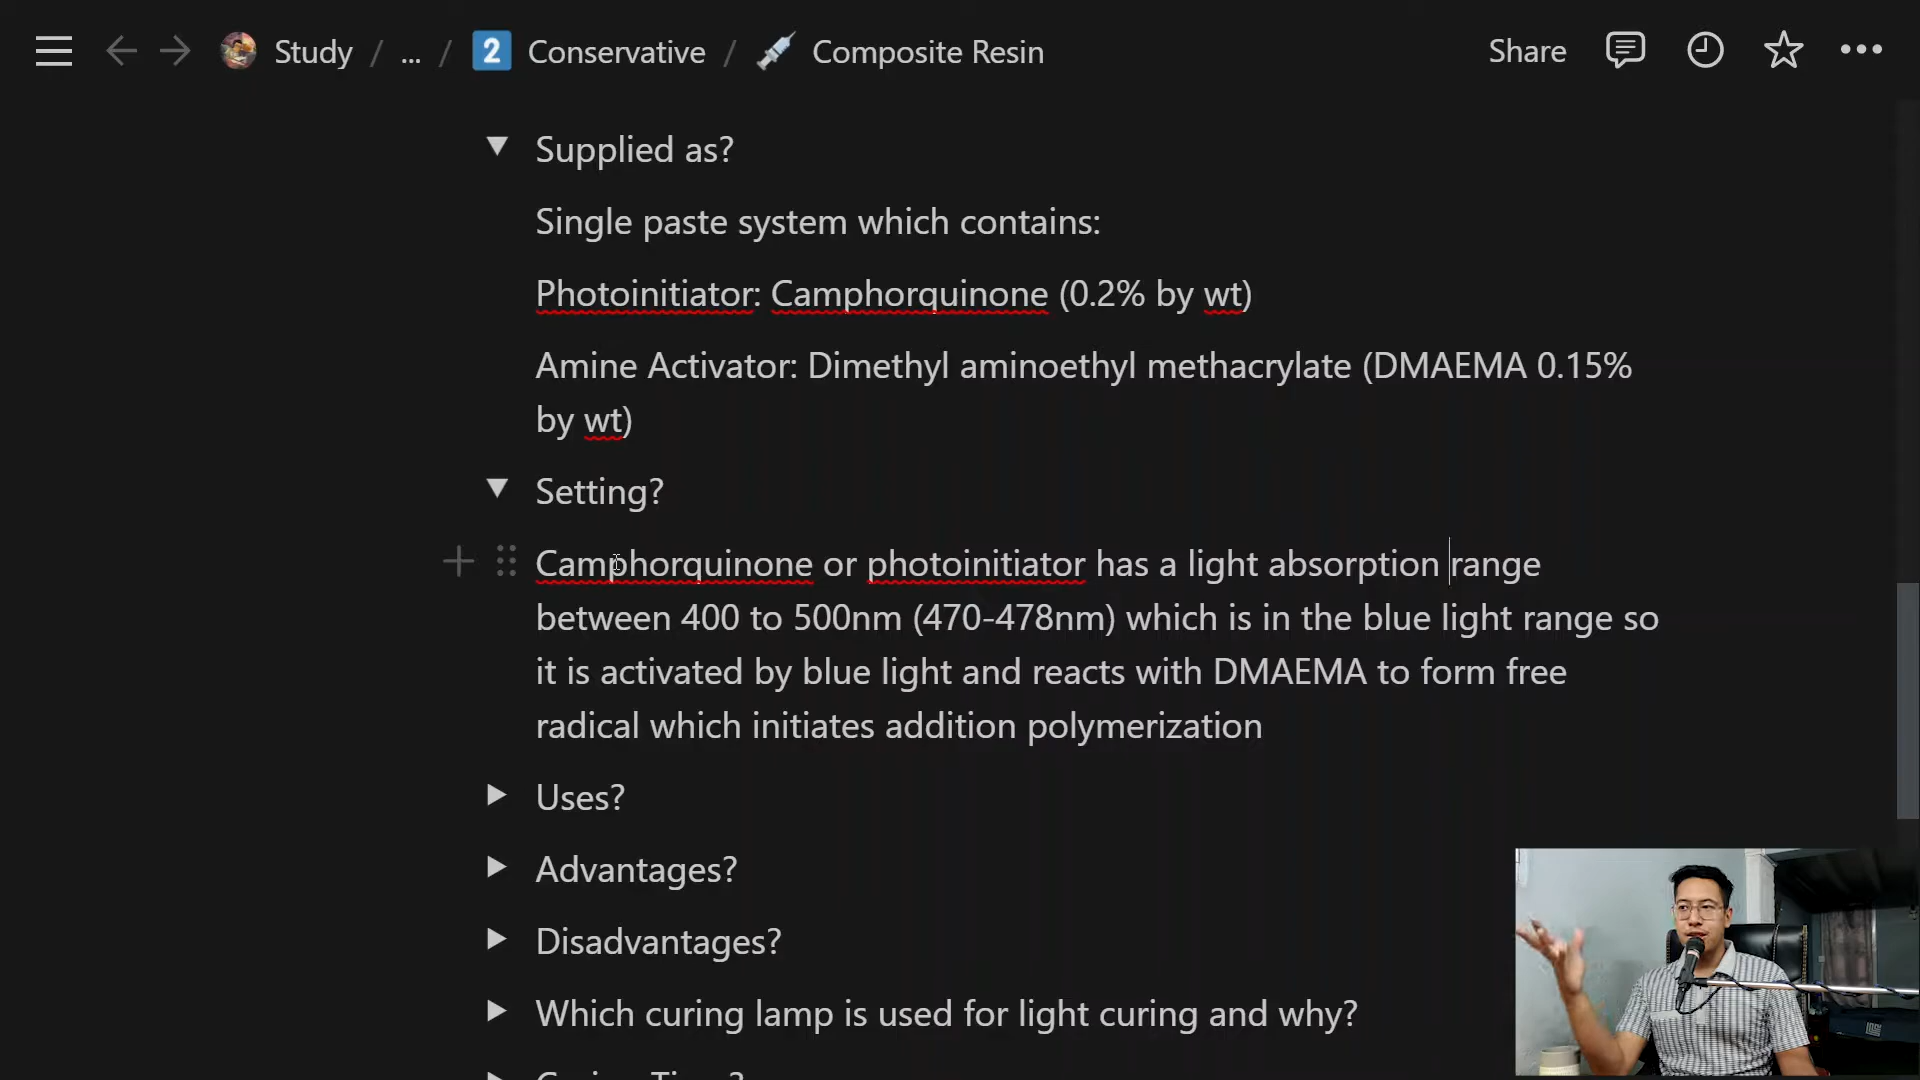 Study / ... / 2 Conservative / Composite Resin Share
Supplied as?
Single paste system which contains:
Photoinitiator: Camphorquinone (0.2% by wt)
Amine Activator: Dimethyl aminoethyl methacrylate (DMAEMA 0.15%
by wt)
Setting?
Camphorquinone or photoinitiator has a light absorption range
between 400 to 500nm (470-478nm) which is in the blue light range so
it is activated by blue light and reacts with DMAEMA to form free
radical which initiates addition polymerization
Uses?
Advantages?
Disadvantages?
Which curing lamp is used for light curing and why?